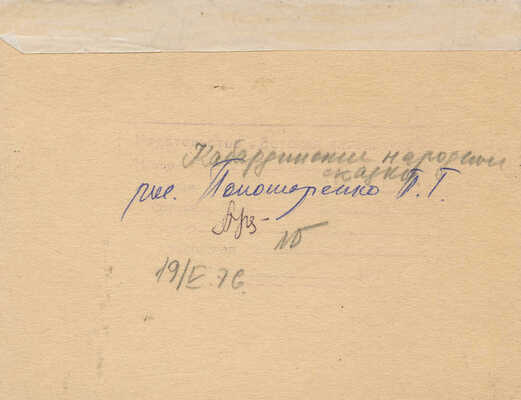 Кабардинские народные
сказки
рис. Пономаренко П. Г.
19/V. 76.